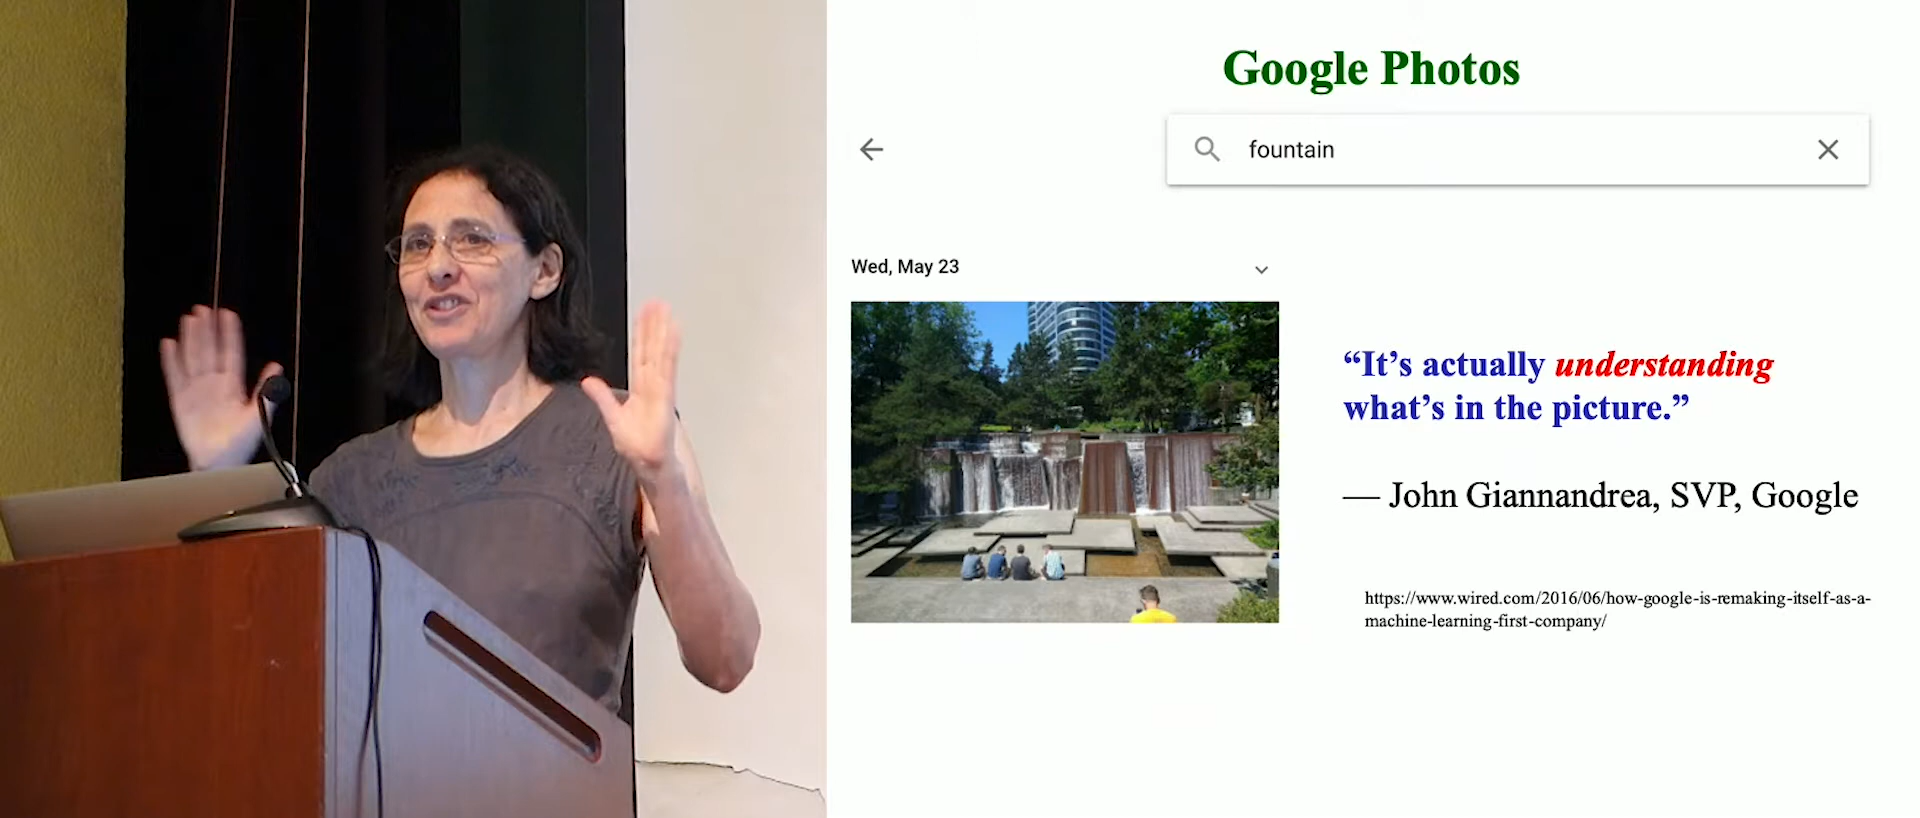 Google Photos
fountain
Wed, May 23
“It’s actually understanding
what’s in the picture.”
— John Giannandrea, SVP, Google
https://www.wired.com/2016/06/how-google-is-remaking-itself-as-a-
machine-learning-first-company/